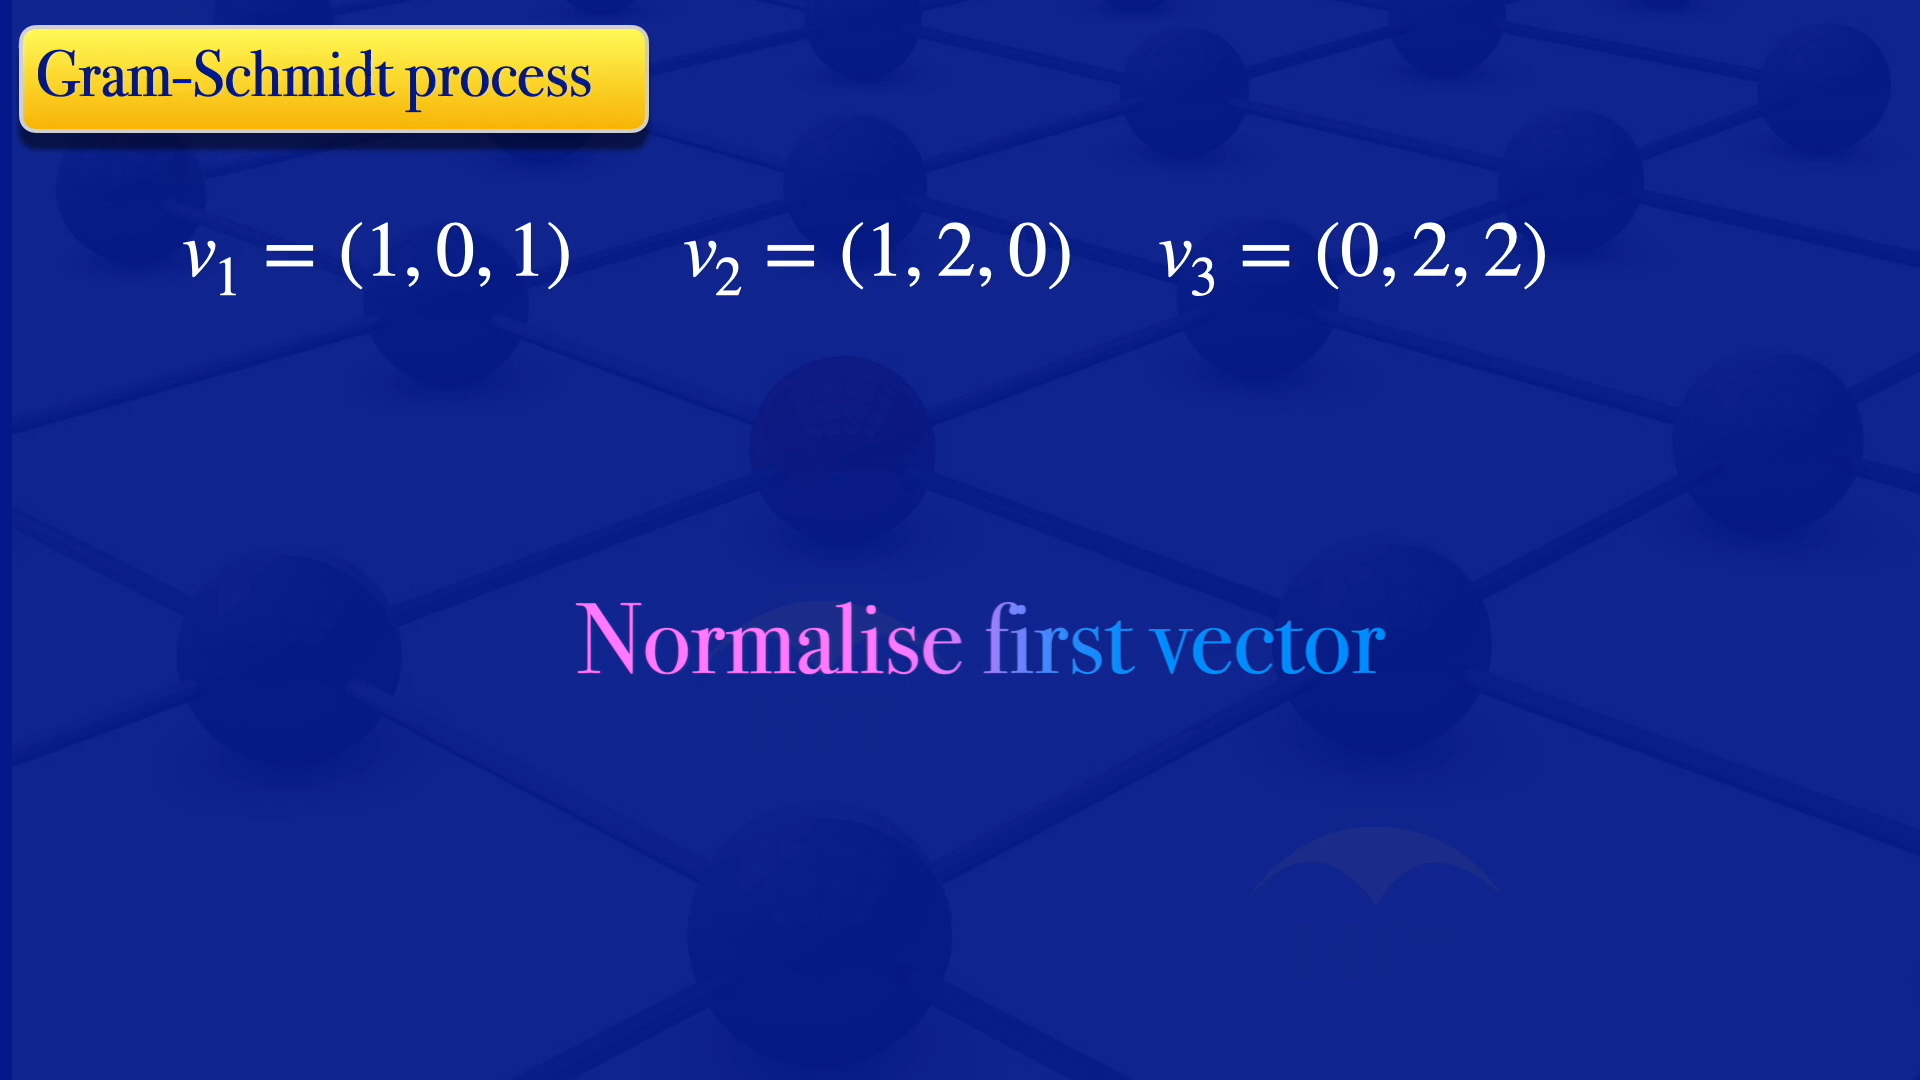 Gram-Schmidt process
v₁ = (1, 0, 1) v₂ = (1, 2, 0) v₃ = (0, 2, 2)
Normalise first vector